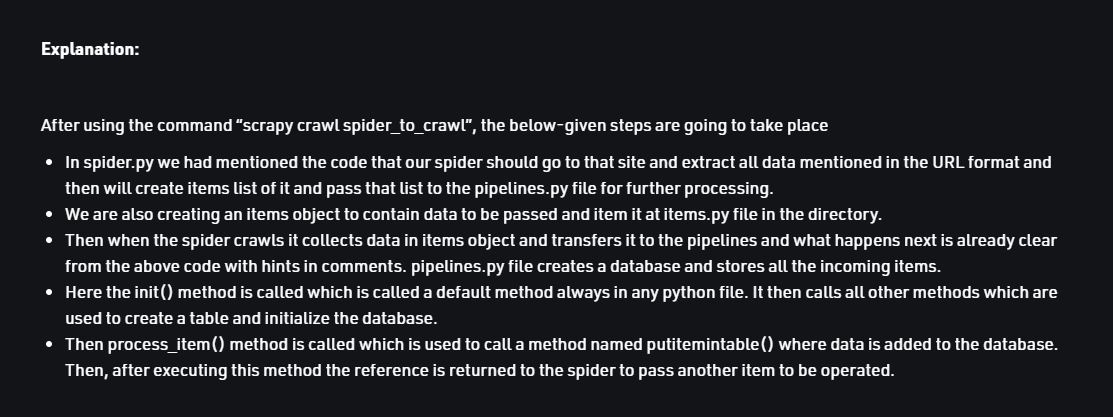 Explanation:
After using the command “scrapy crawl spider_to_crawl”, the below-given steps are going to take place
• In spider.py we had mentioned the code that our spider should go to that site and extract all data mentioned in the URL format and
then will create items list of it and pass that list to the pipelines.py file for further processing.
• We are also creating an items object to contain data to be passed and item it at items.py file in the directory.
• Then when the spider crawls it collects data in items object and transfers it to the pipelines and what happens next is already clear
from the above code with hints in comments. pipelines.py file creates a database and stores all the incoming items.
• Here the init() method is called which is called a default method always in any python file. It then calls all other methods which are
used to create a table and initialize the database.
• Then process_item() method is called which is used to call a method named putitemintable() where data is added to the database.
Then, after executing this method the reference is returned to the spider to pass another item to be operated.